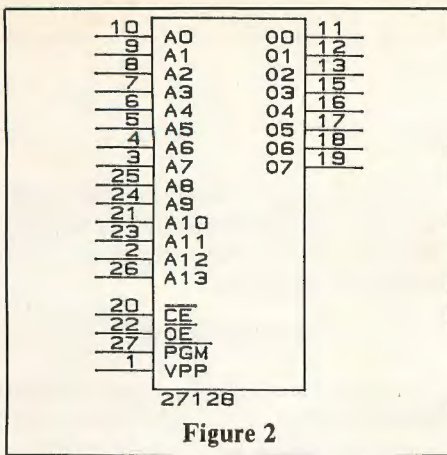 10 A0 O0 11
9 A1 O1 12
8 A2 O2 13
7 A3 O3 15
6 A4 O4 16
5 A5 O5 17
4 A6 O6 18
3 A7 O7 19
25 A8
24 A9
21 A10
23 A11
2 A12
26 A13
20 CE
22 OE
27 PGM
1 VPP
27128
Figure 2